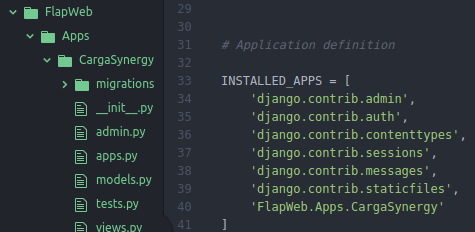 FlapWeb
Apps
CargaSynergy
migrations
__init__.py
admin.py
apps.py
models.py
tests.py
views.py
29
30
31 # Application definition
32
33 INSTALLED_APPS = [
34 'django.contrib.admin',
35 'django.contrib.auth',
36 'django.contrib.contenttypes',
37 'django.contrib.sessions',
38 'django.contrib.messages',
39 'django.contrib.staticfiles',
40 'FlapWeb.Apps.CargaSynergy'
41 ]